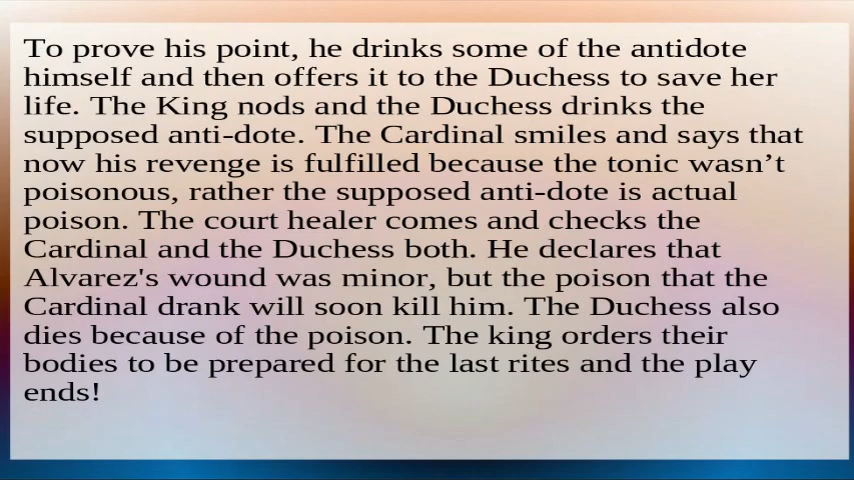 To prove his point, he drinks some of the antidote
himself and then offers it to the Duchess to save her
life. The King nods and the Duchess drinks the
supposed anti-dote. The Cardinal smiles and says that
now his revenge is fulfilled because the tonic wasn’t
poisonous, rather the supposed anti-dote is actual
poison. The court healer comes and checks the
Cardinal and the Duchess both. He declares that
Alvarez's wound was minor, but the poison that the
Cardinal drank will soon kill him. The Duchess also
dies because of the poison. The king orders their
bodies to be prepared for the last rites and the play
ends!